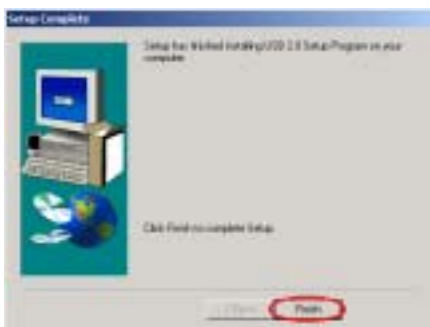 Setup Complete
Setup has finished installing USB 2.0 Setup Program on your
computer.
Click Finish to complete Setup.
< Back Finish